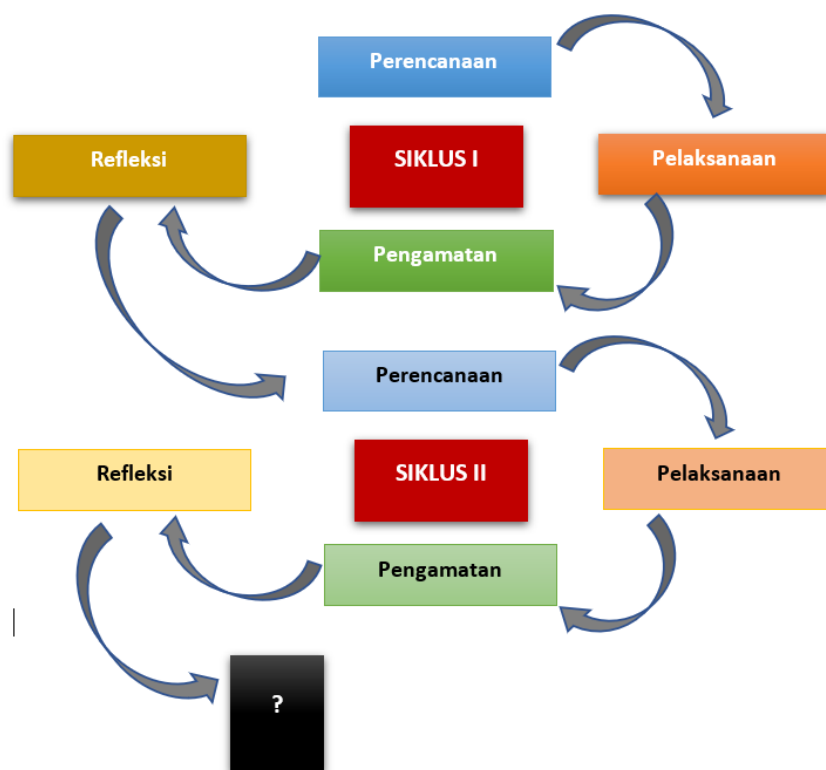 Perencanaan
Refleksi
SIKLUS I
Pelaksanaan
Pengamatan
Perencanaan
Refleksi
SIKLUS II
Pelaksanaan
Pengamatan
?